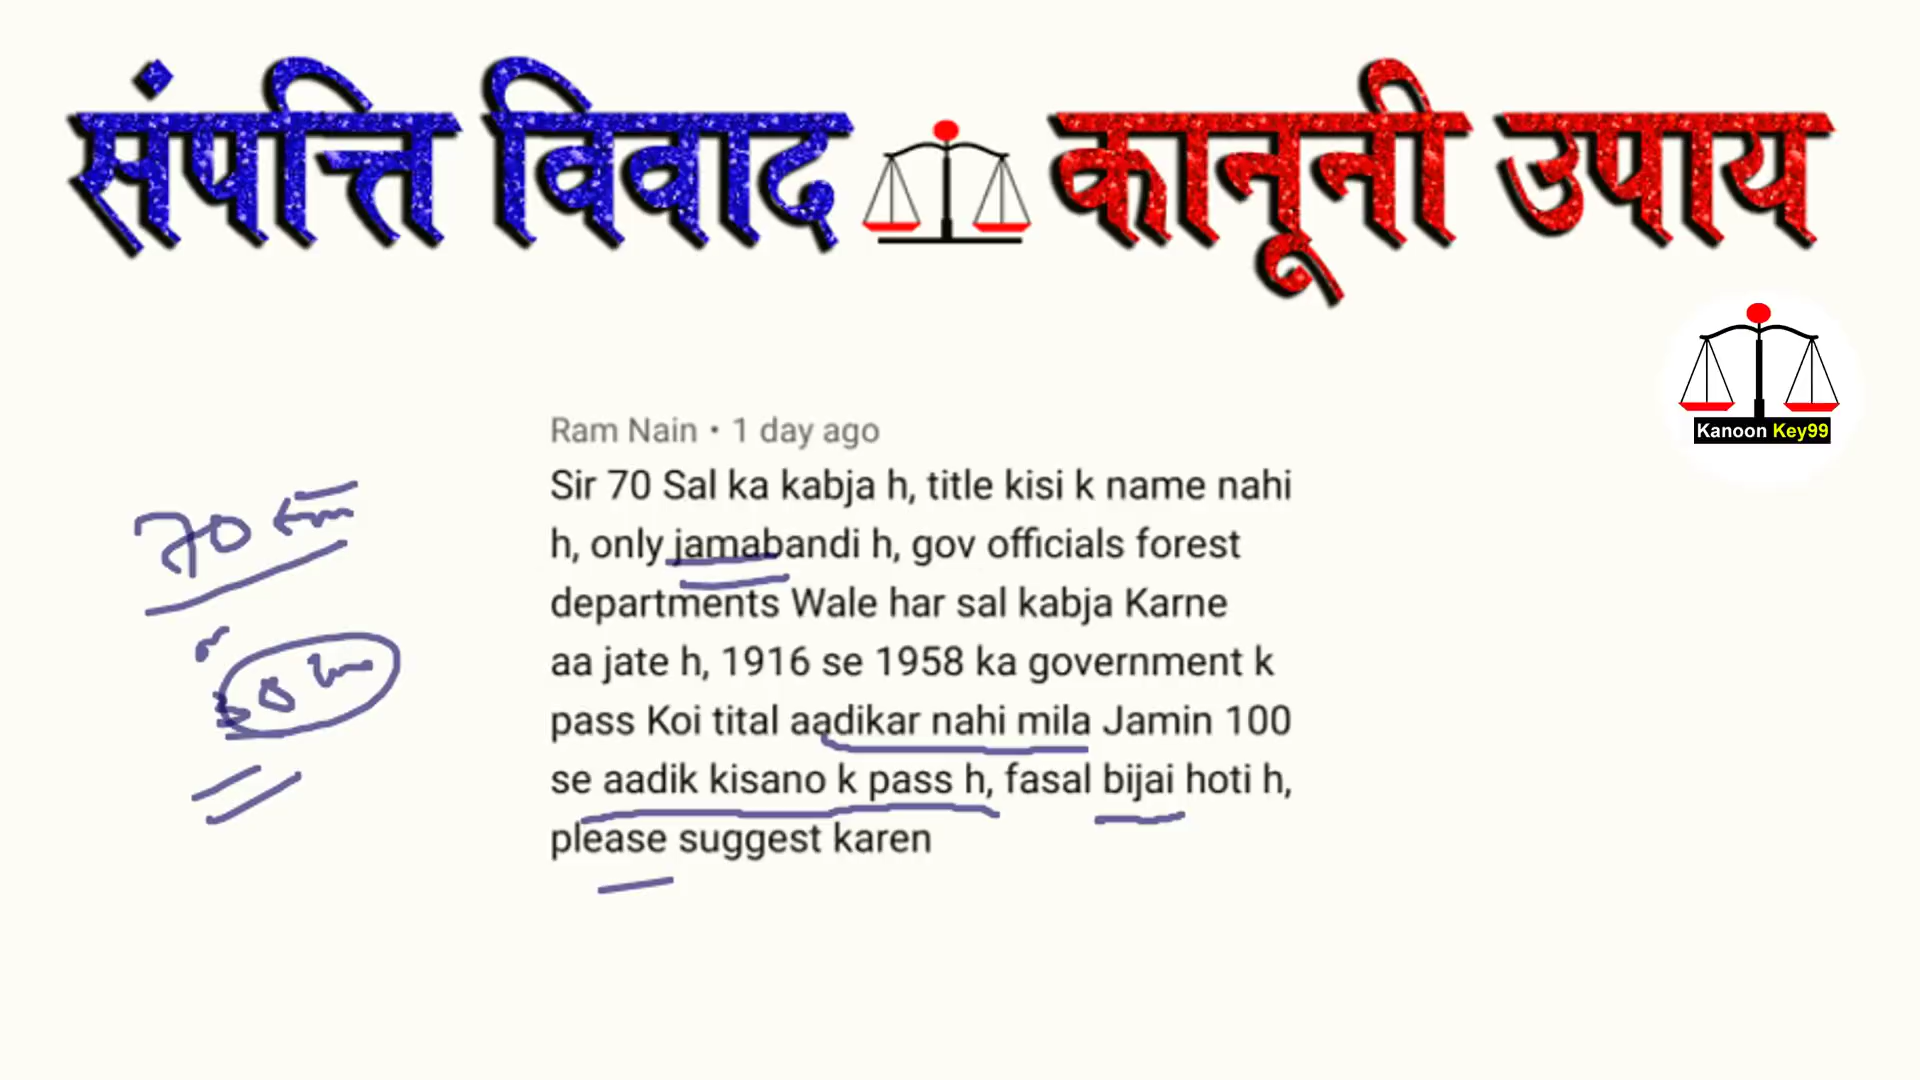 संपत्ति विवाद कानूनी उपाय
Kanoon Key99
Ram Nain • 1 day ago
Sir 70 Sal ka kabja h, title kisi k name nahi
h, only jamabandi h, gov officials forest
departments Wale har sal kabja Karne
aa jate h, 1916 se 1958 ka government k
pass Koi tital aadikar nahi mila Jamin 100
se aadik kisano k pass h, fasal bijai hoti h,
please suggest karen
70